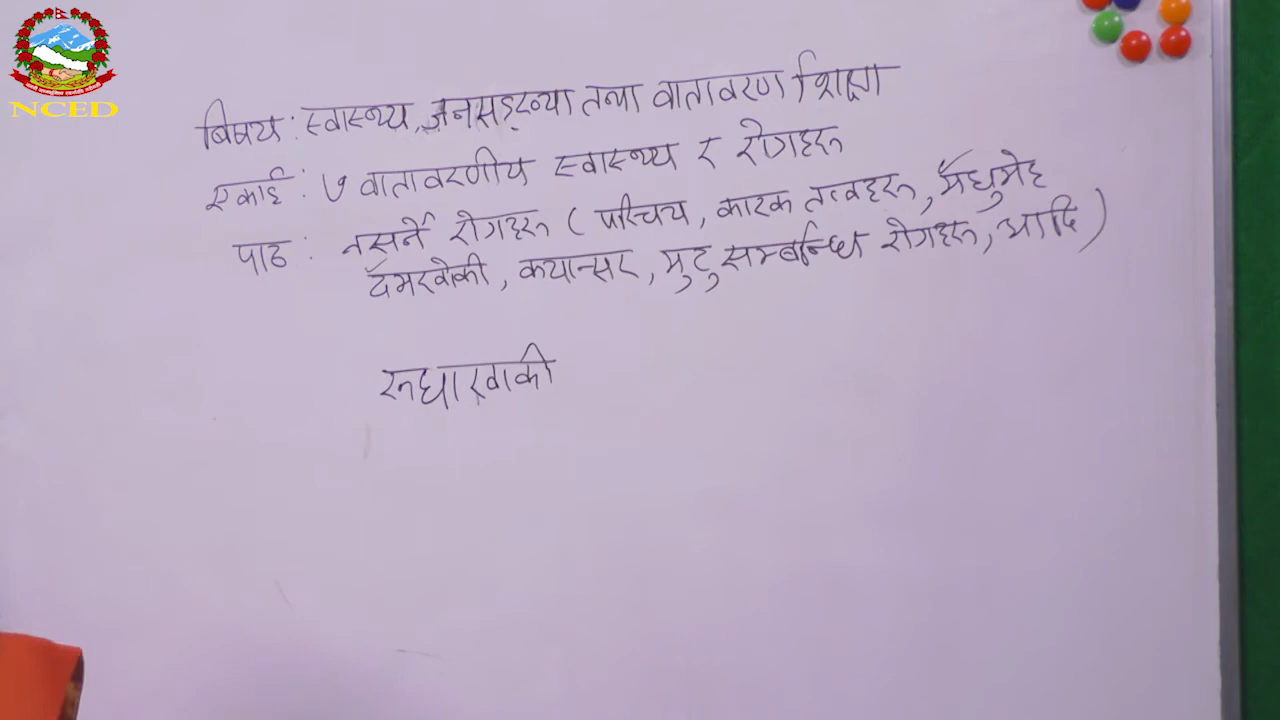 NCED
बिषय: स्वास्थ्य, जनसङ्ख्या तथा वातावरण शिक्षा
एकाई: ७ वातावरणीय स्वास्थ्य र रोगहरू
पाठ: नसर्ने रोगहरू (परिचय, कारक तत्वहरू, मधुमेह
दमखोकी, क्यान्सर, मुटु सम्बन्धि रोगहरू, आदि)
रूघा खोकी